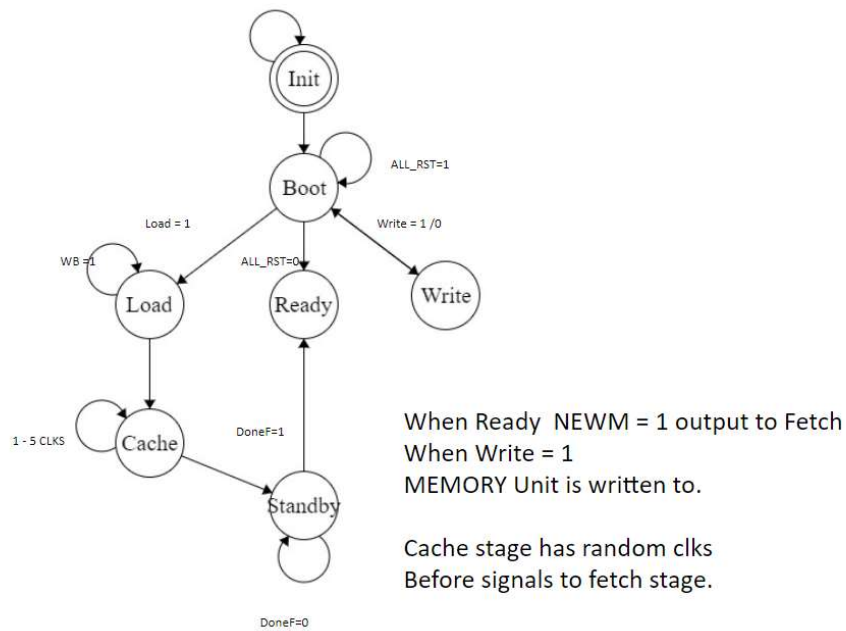 Init
ALL_RST=1
Boot
Load = 1
Write = 1 /0
WB =1
ALL_RST=0
Load
Ready
Write
1 - 5 CLKS
Cache
DoneF=1
Standby
DoneF=0
When Ready  NEWM = 1 output to Fetch
When Write = 1
MEMORY Unit is written to.
Cache stage has random clks
Before signals to fetch stage.